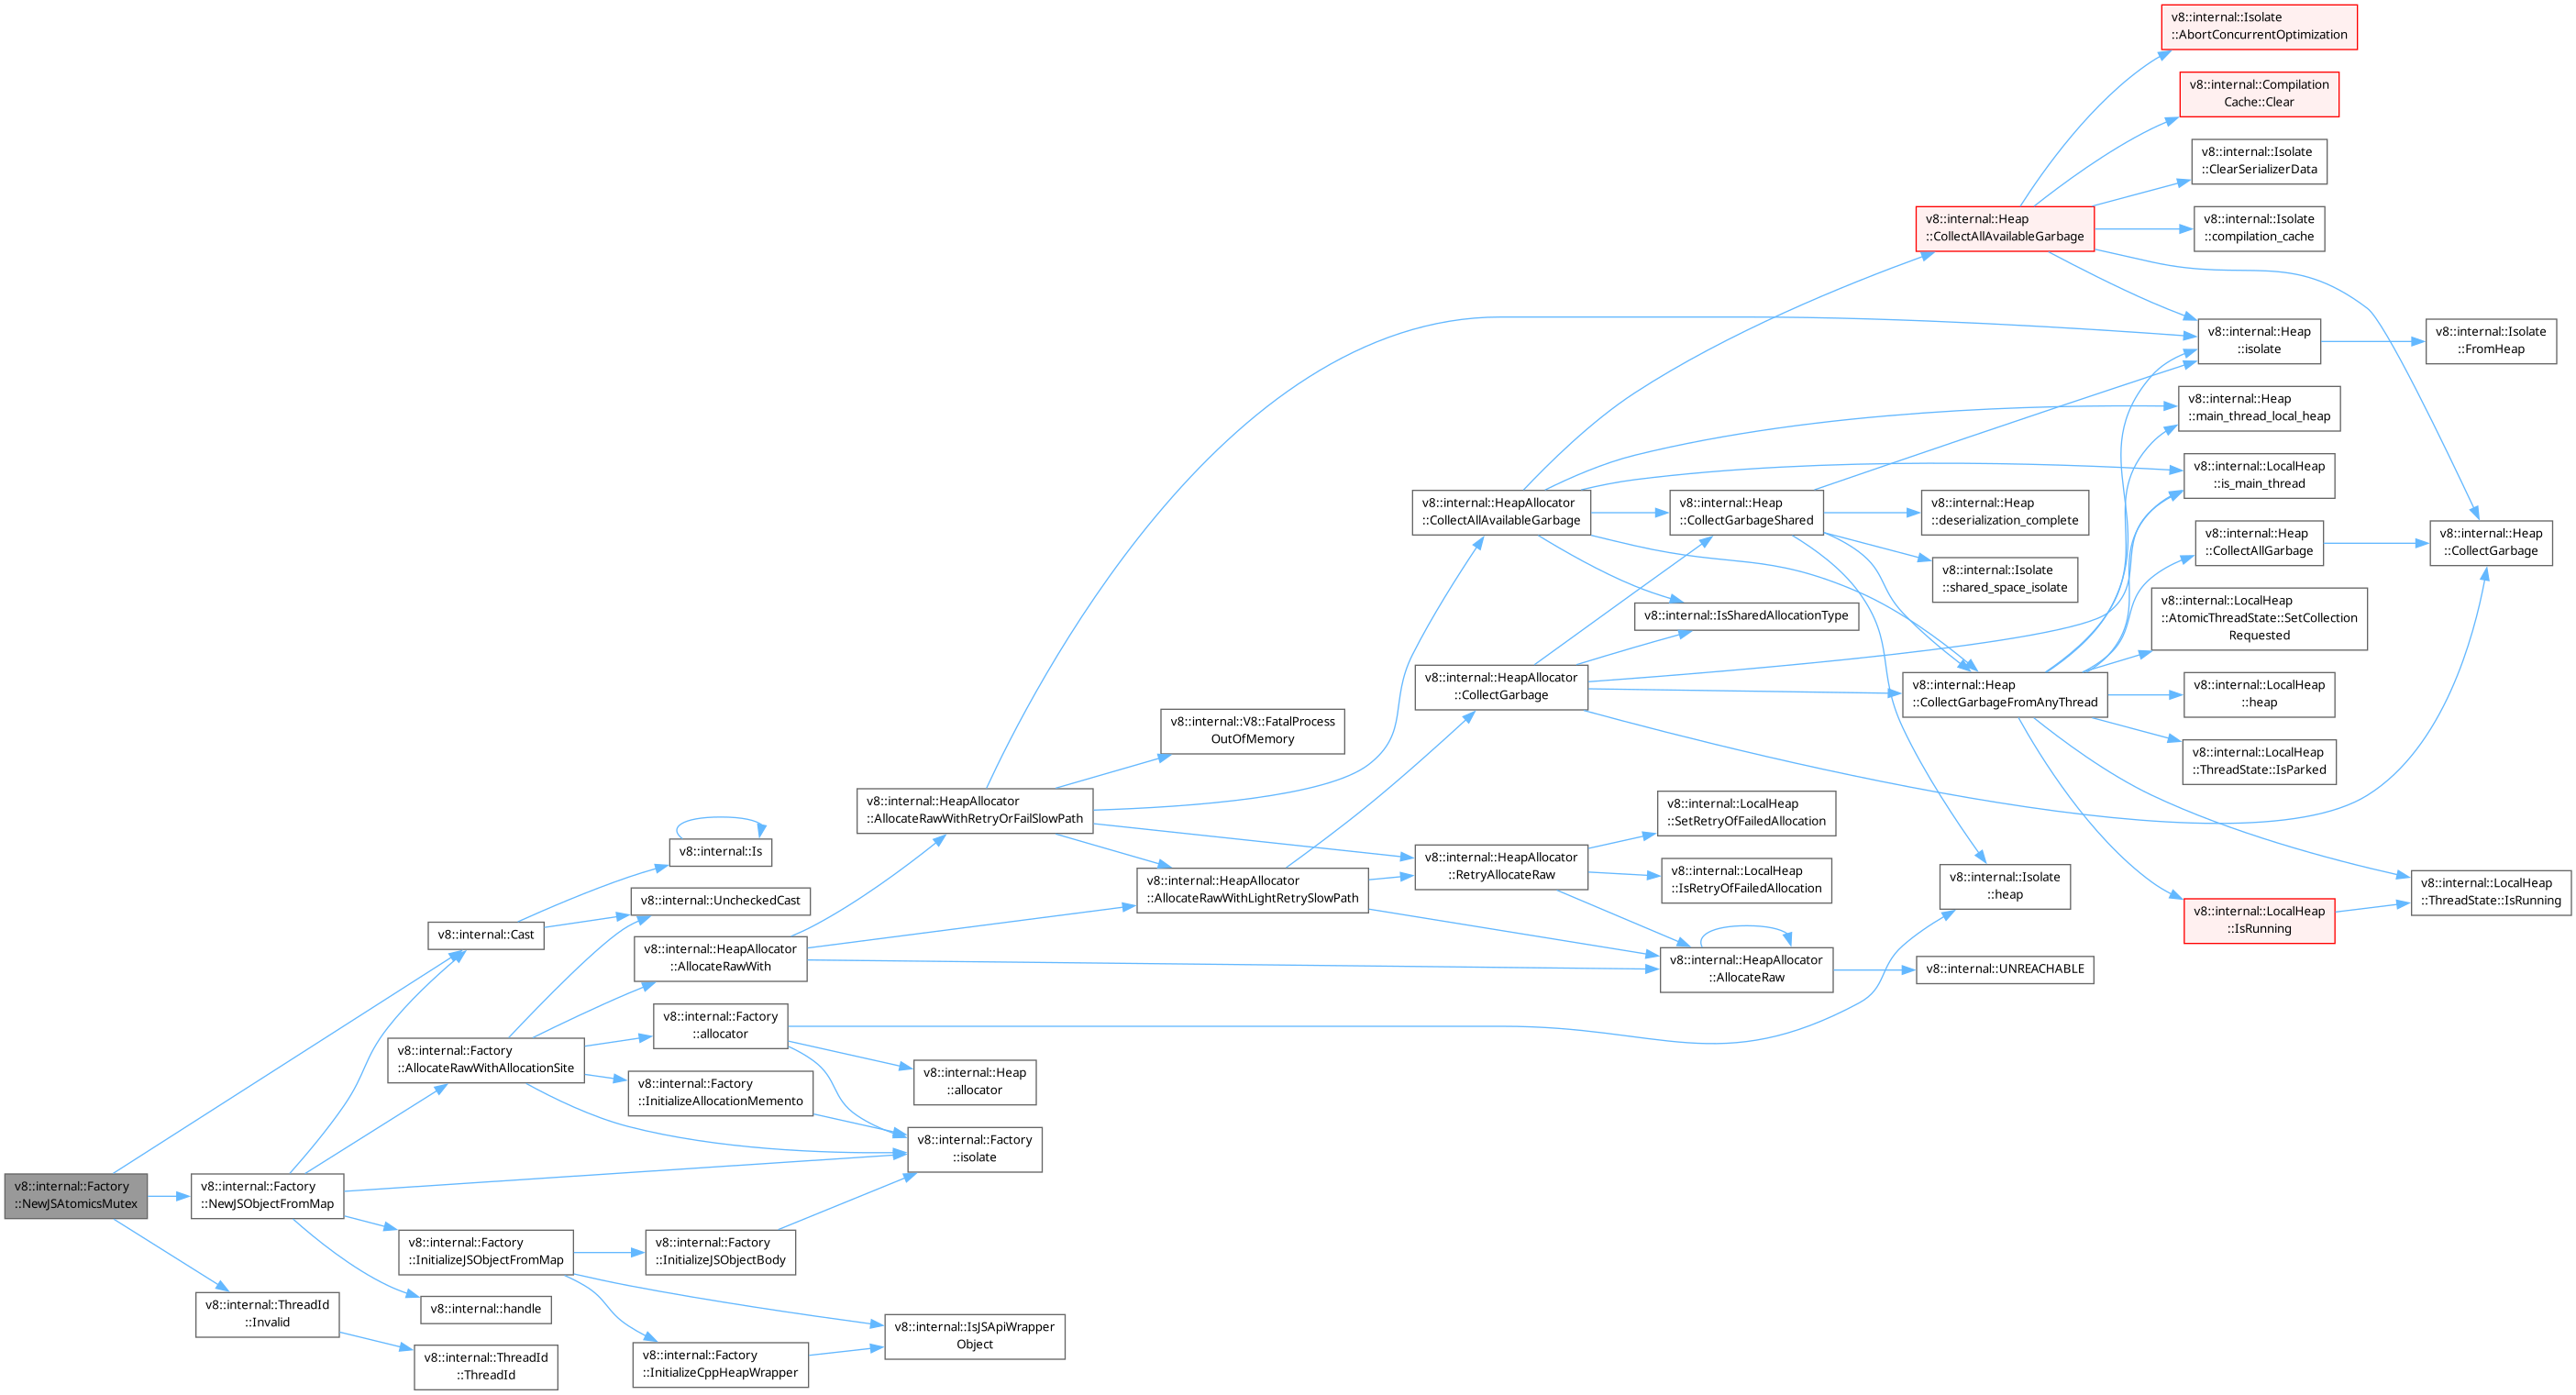 v8::internal::Isolate
::AbortConcurrentOptimization
v8::internal::Compilation
Cache::Clear
v8::internal::Isolate
::ClearSerializerData
v8::internal::Heap
::CollectAllAvailableGarbage
v8::internal::Isolate
::compilation_cache
v8::internal::Heap
::isolate
v8::internal::Isolate
::FromHeap
v8::internal::Heap
::main_thread_local_heap
v8::internal::LocalHeap
::is_main_thread
v8::internal::HeapAllocator
::CollectAllAvailableGarbage
v8::internal::Heap
::CollectGarbageShared
v8::internal::Heap
::deserialization_complete
v8::internal::Heap
::CollectAllGarbage
v8::internal::Heap
::CollectGarbage
v8::internal::Isolate
::shared_space_isolate
v8::internal::IsSharedAllocationType
v8::internal::LocalHeap
::AtomicThreadState::SetCollection
Requested
v8::internal::HeapAllocator
::CollectGarbage
v8::internal::Heap
::CollectGarbageFromAnyThread
v8::internal::LocalHeap
::heap
v8::internal::V8::FatalProcess
OutOfMemory
v8::internal::LocalHeap
::ThreadState::IsParked
v8::internal::HeapAllocator
::AllocateRawWithRetryOrFailSlowPath
v8::internal::LocalHeap
::SetRetryOfFailedAllocation
v8::internal::Is
v8::internal::HeapAllocator
::RetryAllocateRaw
v8::internal::LocalHeap
::IsRetryOfFailedAllocation
v8::internal::HeapAllocator
::AllocateRawWithLightRetrySlowPath
v8::internal::Isolate
::heap
v8::internal::LocalHeap
::ThreadState::IsRunning
v8::internal::UncheckedCast
v8::internal::LocalHeap
::IsRunning
v8::internal::Cast
v8::internal::HeapAllocator
::AllocateRawWith
v8::internal::HeapAllocator
::AllocateRaw
v8::internal::UNREACHABLE
v8::internal::Factory
::allocator
v8::internal::Factory
::AllocateRawWithAllocationSite
v8::internal::Heap
::allocator
v8::internal::Factory
::InitializeAllocationMemento
v8::internal::Factory
::isolate
v8::internal::Factory
::NewJSAtomicsMutex
v8::internal::Factory
::NewJSObjectFromMap
v8::internal::Factory
::InitializeJSObjectFromMap
v8::internal::Factory
::InitializeJSObjectBody
v8::internal::handle
v8::internal::ThreadId
::Invalid
v8::internal::IsJSApiWrapper
Object
v8::internal::Factory
::InitializeCppHeapWrapper
v8::internal::ThreadId
::ThreadId